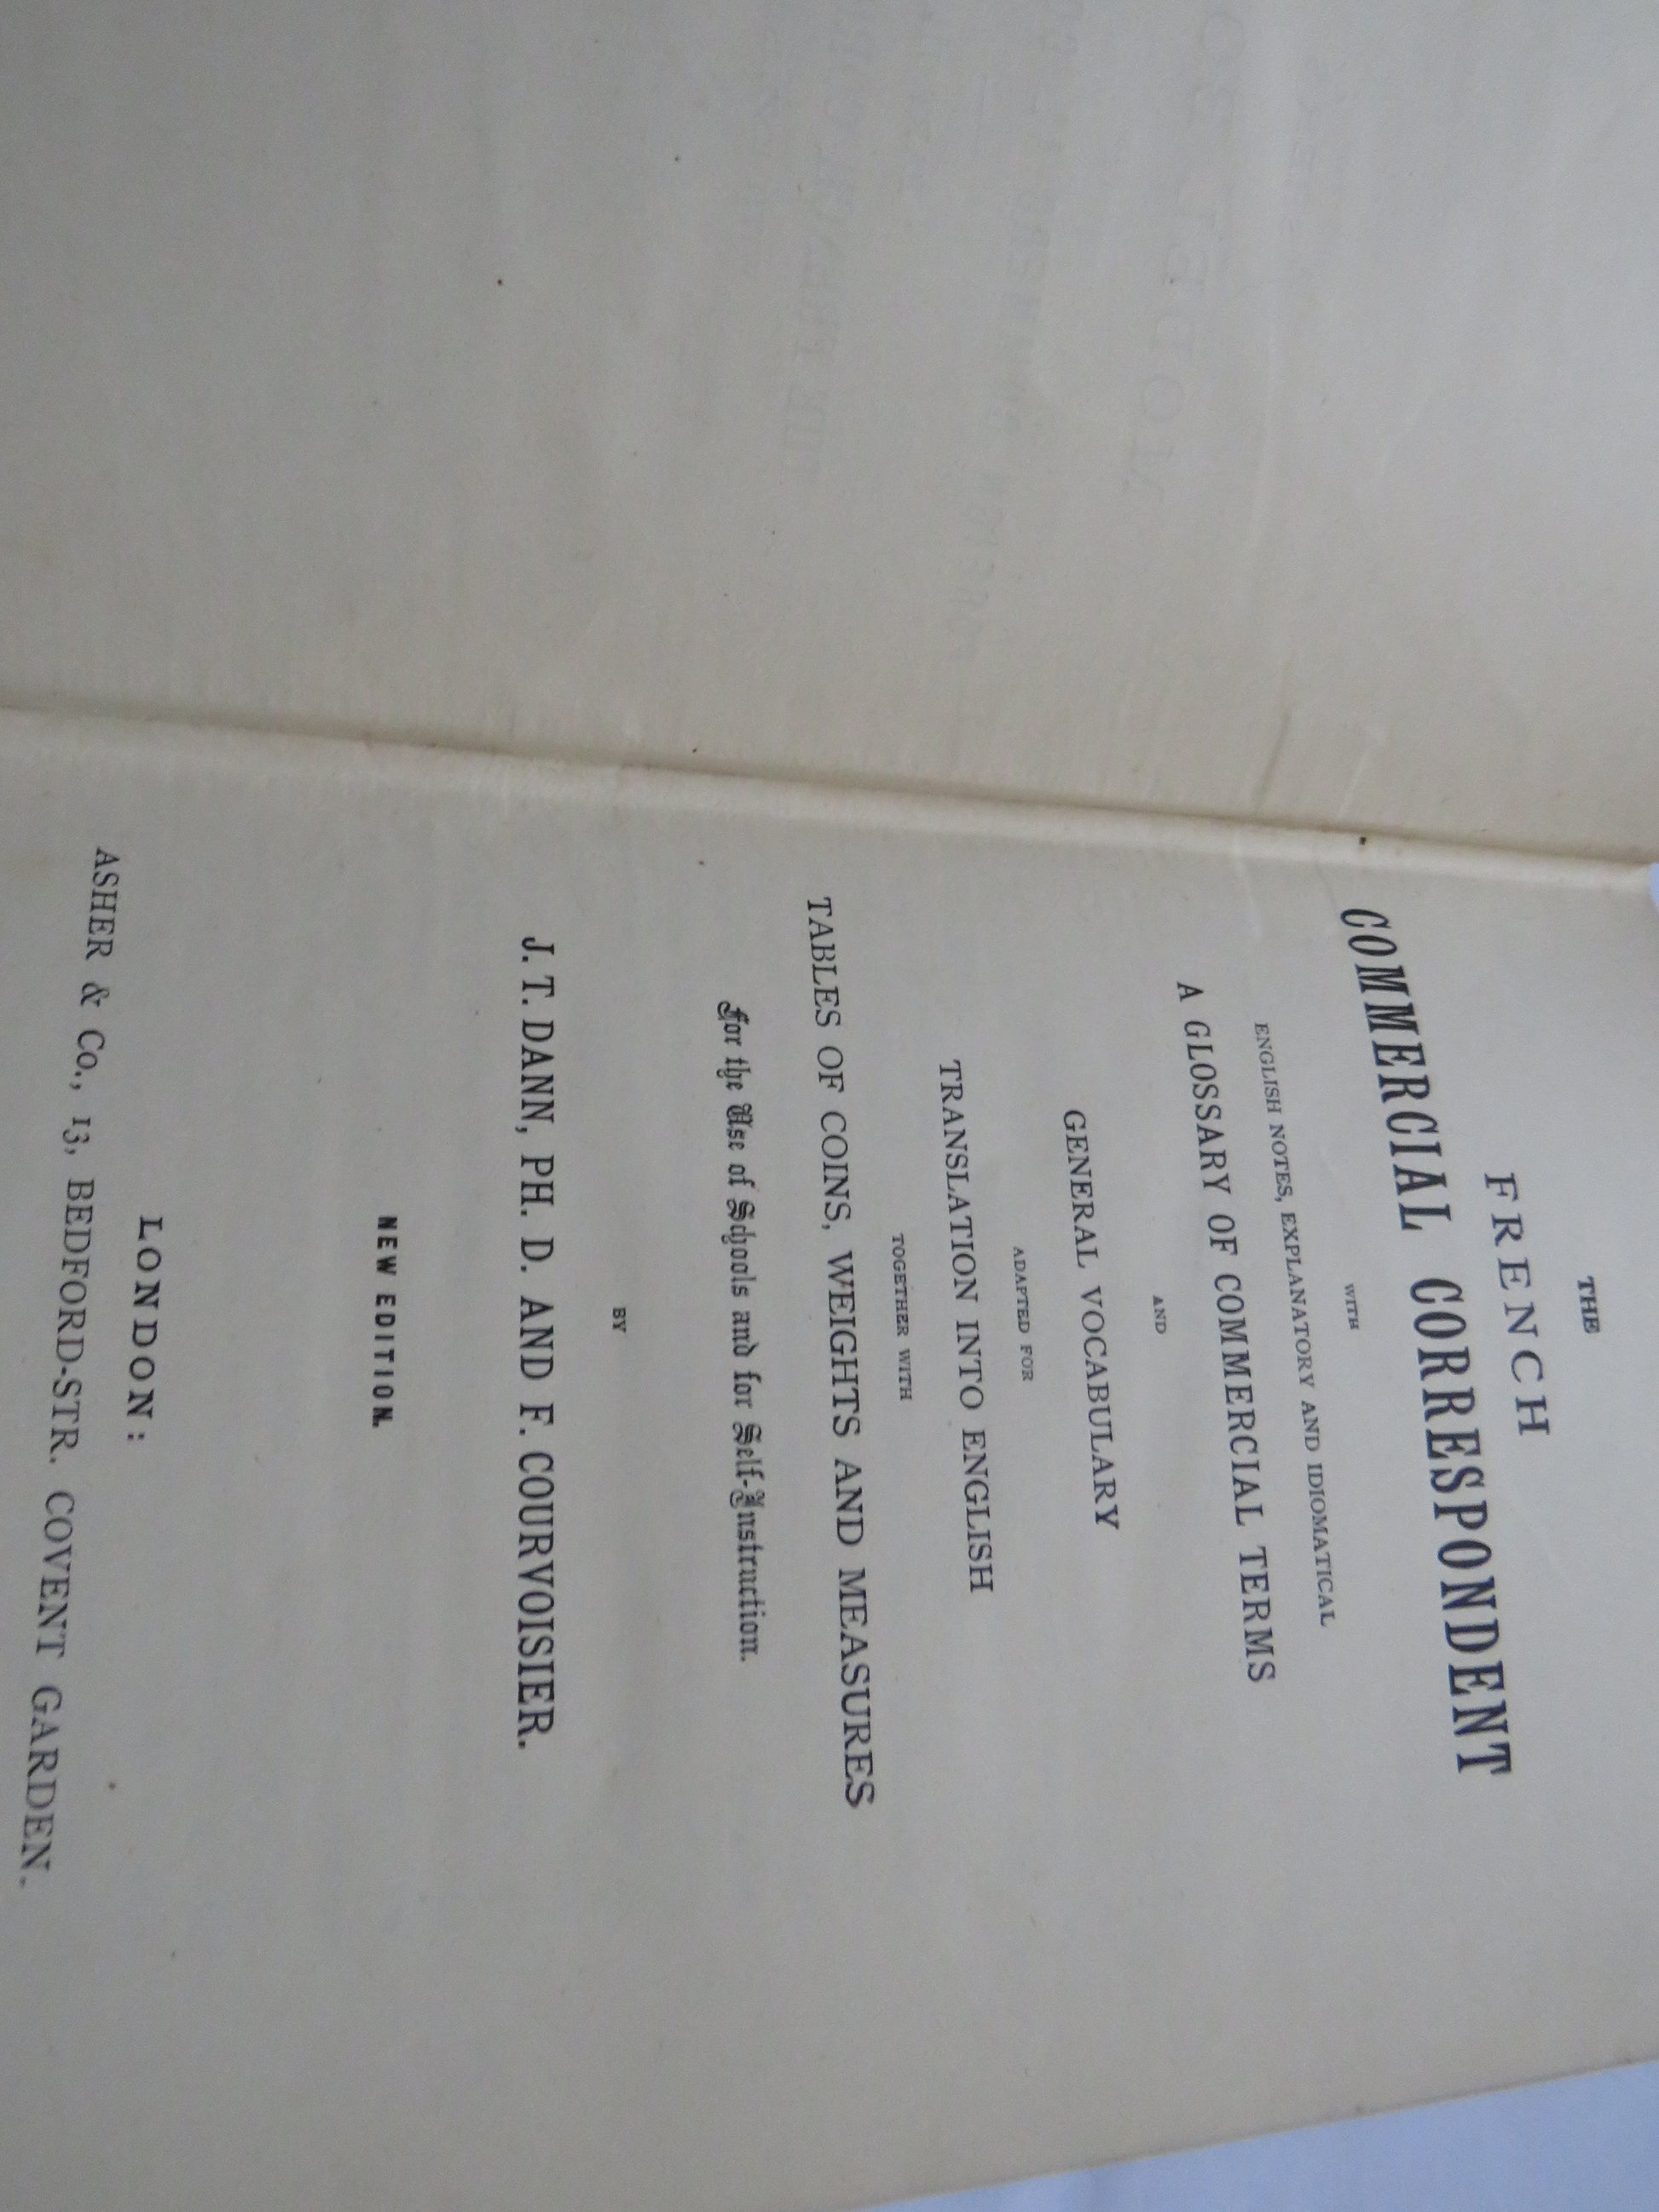 THE
FRENCH
COMMERCIAL CORRESPONDENT
WITH
ENGLISH NOTES, EXPLANATORY AND IDIOMATICAL
A GLOSSARY OF COMMERCIAL TERMS
AND
GENERAL VOCABULARY
ADAPTED FOR
TRANSLATION INTO ENGLISH
TOGETHER WITH
TABLES OF COINS, WEIGHTS AND MEASURES
For the Use of Schools and for Self-Instruction.
BY
J. T. DANN, PH. D. AND F. COURVOISIER.
NEW EDITION.
LONDON:
ASHER & Co., 13, BEDFORD-STR. COVENT GARDEN.